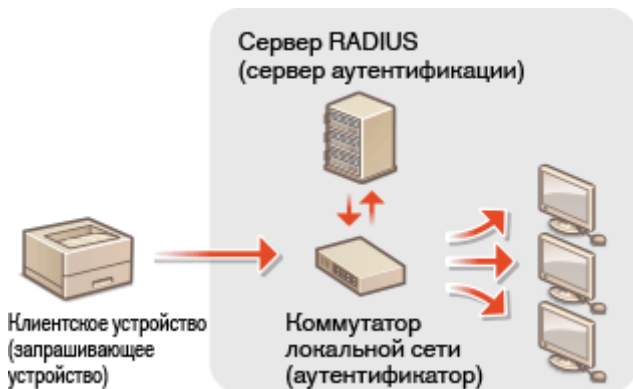 Сервер RADIUS
(сервер аутентификации)
Клиентское устройство
(запрашивающее
устройство)
Коммутатор
локальной сети
(аутентификатор)